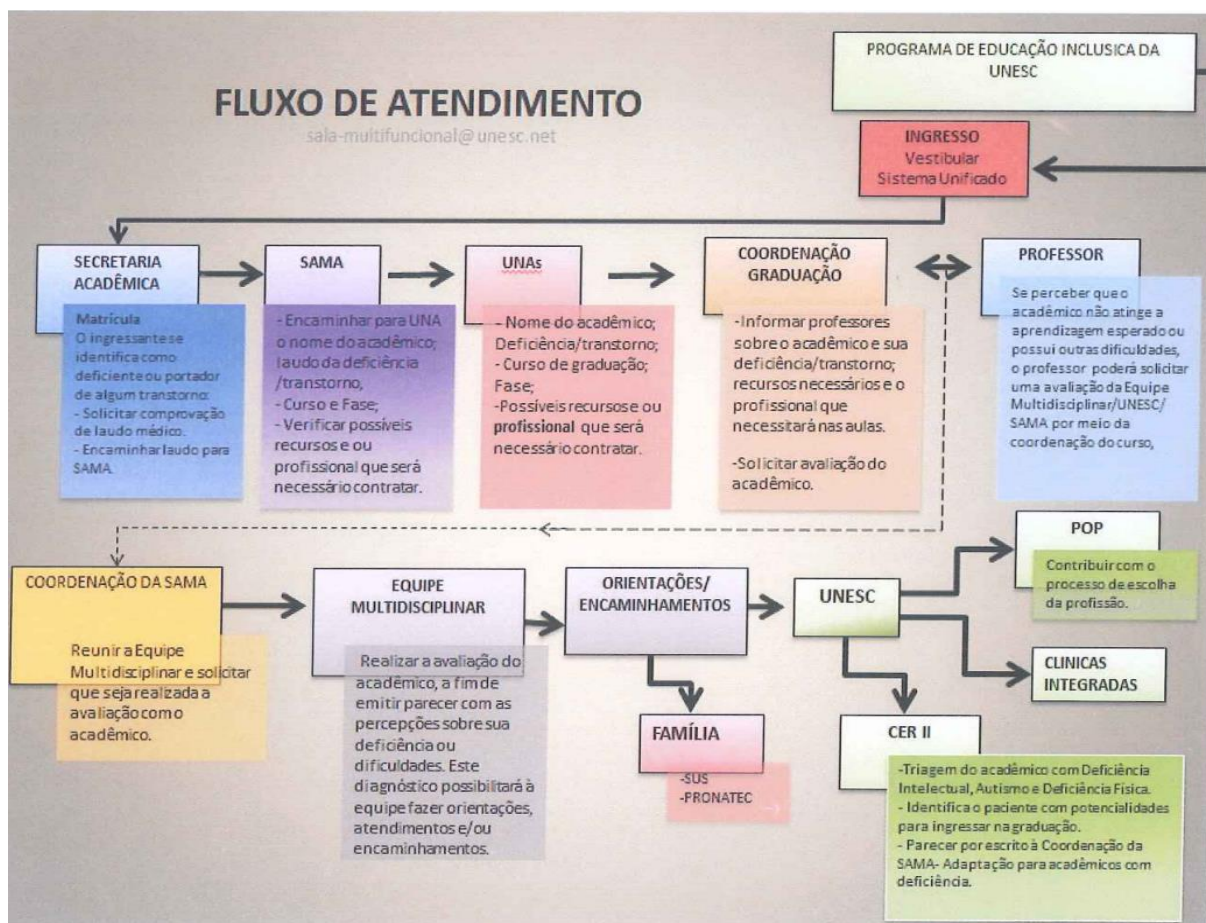 PROGRAMA DE EDUCAÇÃO INCLUSICA DA
UNESC
FLUXO DE ATENDIMENTO
sala-multifuncional@unesc.net
INGRESSO
Vestibular
Sistema Unificado
SECRETARIA
ACADÊMICA
Matrícula
O ingressante se
identifica como
deficiente ou portador
de algum transtorno:
- Solicitar comprovação
de laudo médico.
- Encaminhar laudo para
SAMA.
SAMA
- Encaminhar para UNA
o nome do acadêmico;
laudo da deficiência
/transtorno,
- Curso e Fase;
- Verificar possíveis
recursos e ou
profissional que será
necessário contratar.
UNAs
- Nome do acadêmico;
Deficiência/transtorno;
- Curso de graduação;
Fase;
-Possíveis recursos e ou
profissional que será
necessário contratar.
COORDENAÇÃO
GRADUAÇÃO
-Informar professores
sobre o acadêmico e sua
deficiência/transtorno;
recursos necessários e o
profissional que
necessitará nas aulas.
-Solicitar avaliação do
acadêmico.
PROFESSOR
Se perceber que o
acadêmico não atinge a
aprendizagem esperado ou
possui outras dificuldades,
o professor poderá solicitar
uma avaliação da Equipe
Multidisciplinar/UNESC/
SAMA por meio da
coordenação do curso,
COORDENAÇÃO DA SAMA
Reunir a Equipe
Multidisciplinar e solicitar
que seja realizada a
avaliação com o
acadêmico.
EQUIPE
MULTIDISCIPLINAR
Realizar a avaliação do
acadêmico, a fim de
emitir parecer com as
percepções sobre sua
deficiência ou
dificuldades. Este
diagnóstico possibilitará à
equipe fazer orientações,
atendimentos e/ou
encaminhamentos.
ORIENTAÇÕES/
ENCAMINHAMENTOS
FAMÍLIA
-SUS
-PRONATEC
UNESC
POP
Contribuir com o
processo de escolha
da profissão.
CLINICAS
INTEGRADAS
CER II
-Triagem do acadêmico com Deficiência
Intelectual, Autismo e Deficiência Física.
- Identifica o paciente com potencialidades
para ingressar na graduação.
- Parecer por escrito à Coordenação da
SAMA- Adaptação para acadêmicos com
deficiência.